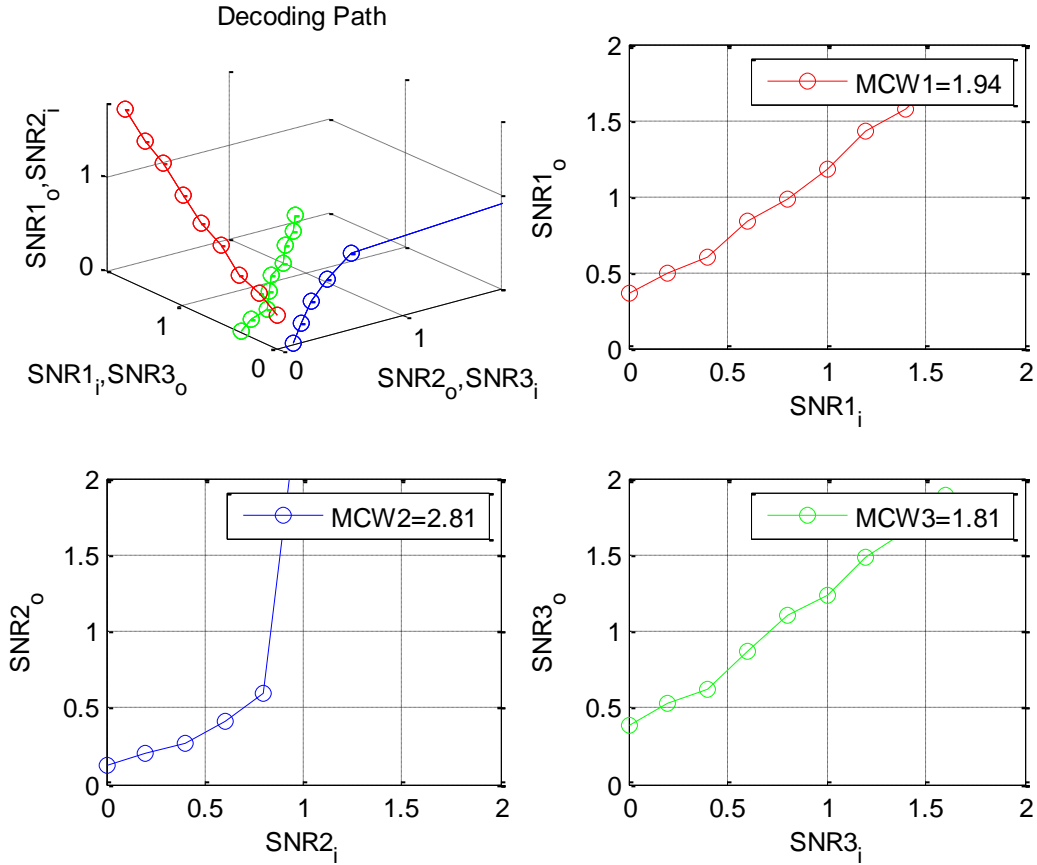 Decoding Path
SNR1o,SNR2i
1
0
1
0
0
1
SNR1i,SNR3o
SNR2o,SNR3i
2
1.5
1
0.5
0
SNR1o
MCW1=1.94
0
0.5
1
1.5
2
SNR1i
2
1.5
1
0.5
0
SNR2o
MCW2=2.81
0
0.5
1
1.5
2
SNR2i
2
1.5
1
0.5
0
SNR3o
MCW3=1.81
0
0.5
1
1.5
2
SNR3i